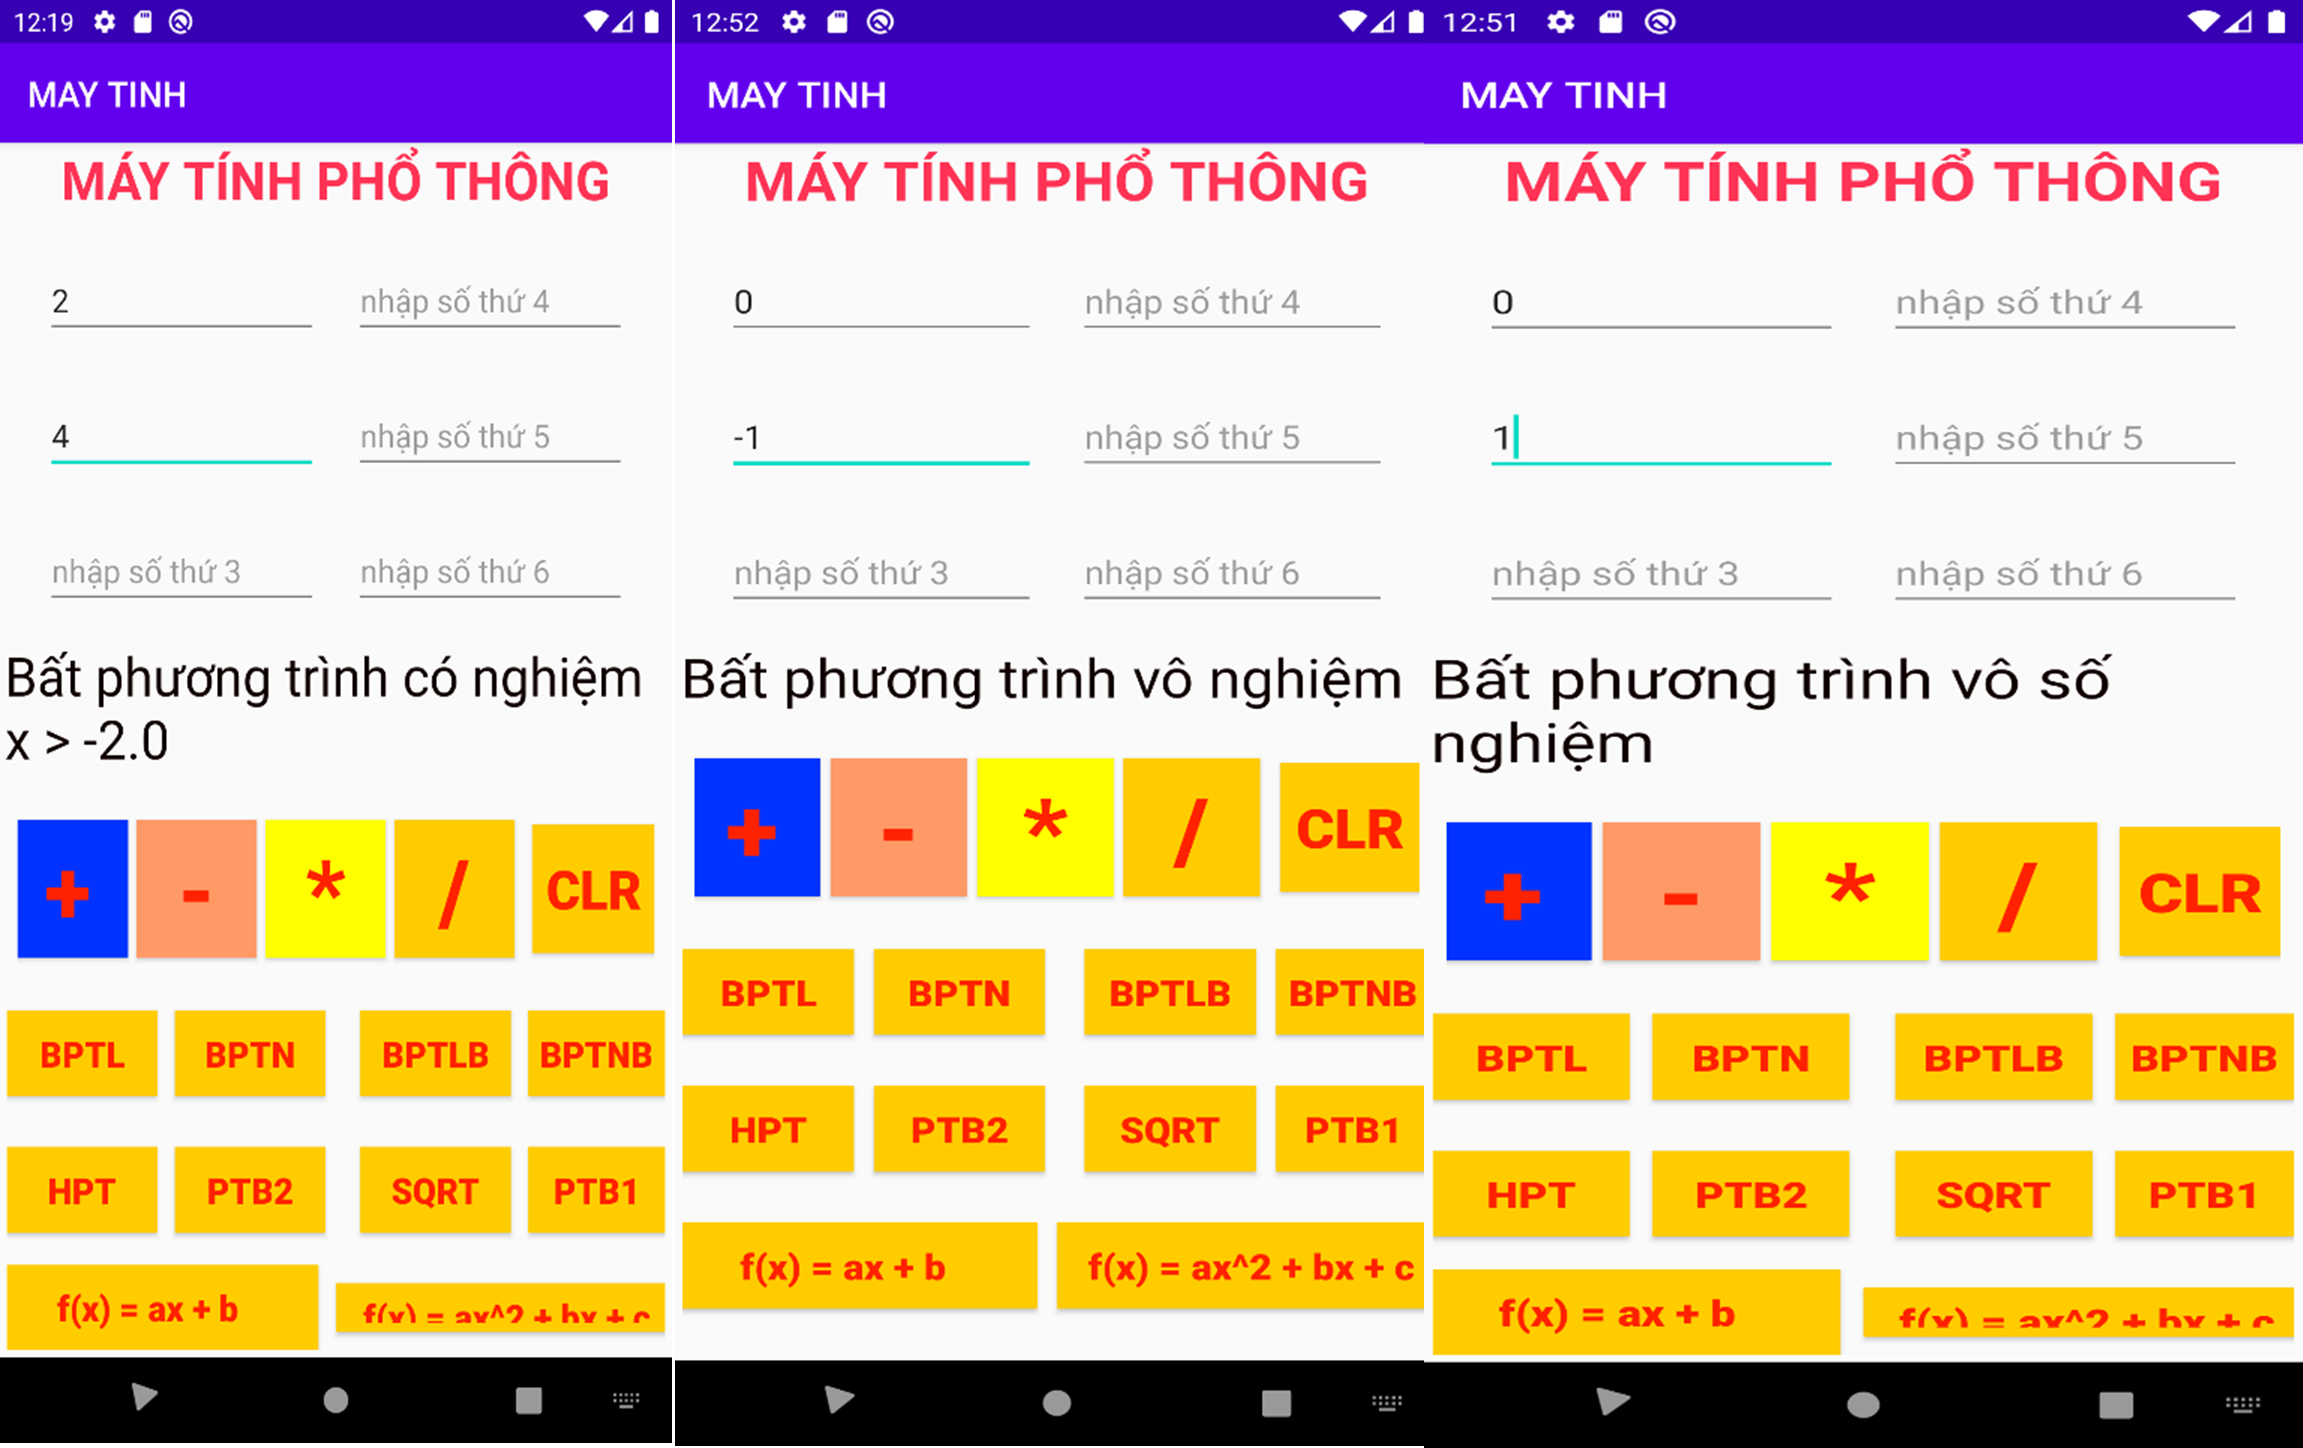 12:19
MAY TINH
MÁY TÍNH PHỔ THÔNG
2
nhập số thứ 4
4
nhập số thứ 5
nhập số thứ 3
nhập số thứ 6
Bất phương trình có nghiệm
x > -2.0
+ - * / CLR
BPTL BPTN BPTLB BPTNB
HPT PTB2 SQRT PTB1
f(x) = ax + b
f(x) = ax^2 + bx + c
12:52
MAY TINH
MÁY TÍNH PHỔ THÔNG
0
nhập số thứ 4
-1
nhập số thứ 5
nhập số thứ 3
nhập số thứ 6
Bất phương trình vô nghiệm
+ - * / CLR
BPTL BPTN BPTLB BPTNB
HPT PTB2 SQRT PTB1
f(x) = ax + b
f(x) = ax^2 + bx + c
12:51
MAY TINH
MÁY TÍNH PHỔ THÔNG
0
nhập số thứ 4
1
nhập số thứ 5
nhập số thứ 3
nhập số thứ 6
Bất phương trình vô số
nghiệm
+ - * / CLR
BPTL BPTN BPTLB BPTNB
HPT PTB2 SQRT PTB1
f(x) = ax + b
f(x) = ax^2 + bx + c